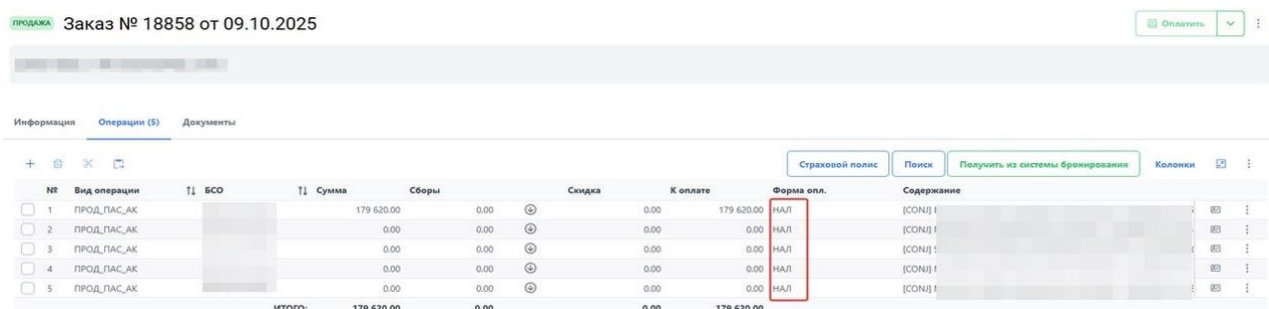 ПРОДАЖА Заказ № 18858 от 09.10.2025 Оплатить
Информация Операции (5) Документы
Страховой полис Поиск Получить из системы бронирования Колонки
№ Вид операции БСО Сумма Сборы Скидка К оплате Форма опл. Содержание
1 ПРОД_ПАС_АК 179 620.00 0.00 0.00 179 620.00 НАЛ [CONJ]
2 ПРОД_ПАС_АК 0.00 0.00 0.00 0.00 НАЛ [CONJ]
3 ПРОД_ПАС_АК 0.00 0.00 0.00 0.00 НАЛ [CONJ]
4 ПРОД_ПАС_АК 0.00 0.00 0.00 0.00 НАЛ [CONJ]
5 ПРОД_ПАС_АК 0.00 0.00 0.00 0.00 НАЛ [CONJ]
ИТОГО: 179 620.00 0.00 0.00 179 620.00